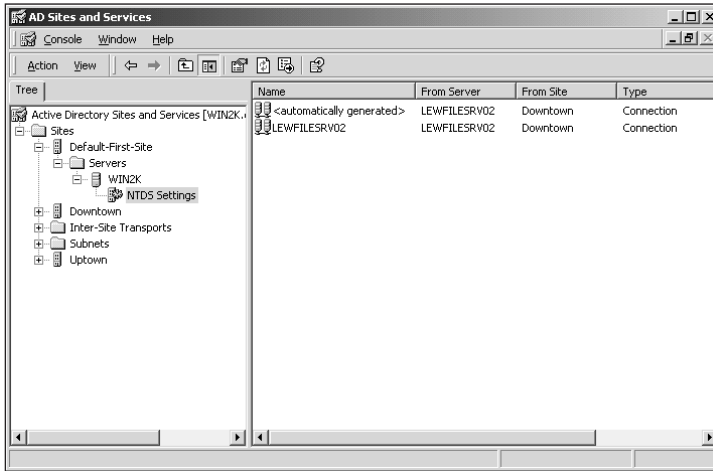 AD Sites and Services
Console Window Help
Action View
Tree
Active Directory Sites and Services [WIN2K.
Sites
Default-First-Site
Servers
WIN2K
NTDS Settings
Downtown
Inter-Site Transports
Subnets
Uptown
Name From Server From Site Type
<automatically generated> LEWFILESRV02 Downtown Connection
LEWFILESRV02 LEWFILESRV02 Downtown Connection